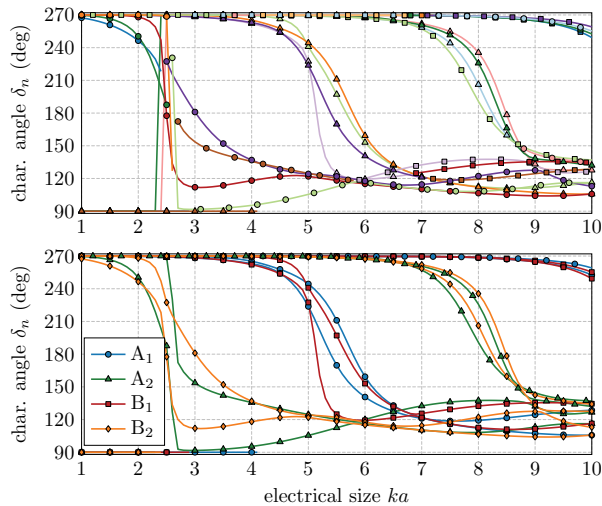 270
240
210
180
150
120
90
char. angle δₙ (deg)
1 2 3 4 5 6 7 8 9 10
270
240
210
180
150
120
90
char. angle δₙ (deg)
A₁
A₂
B₁
B₂
1 2 3 4 5 6 7 8 9 10
electrical size ka